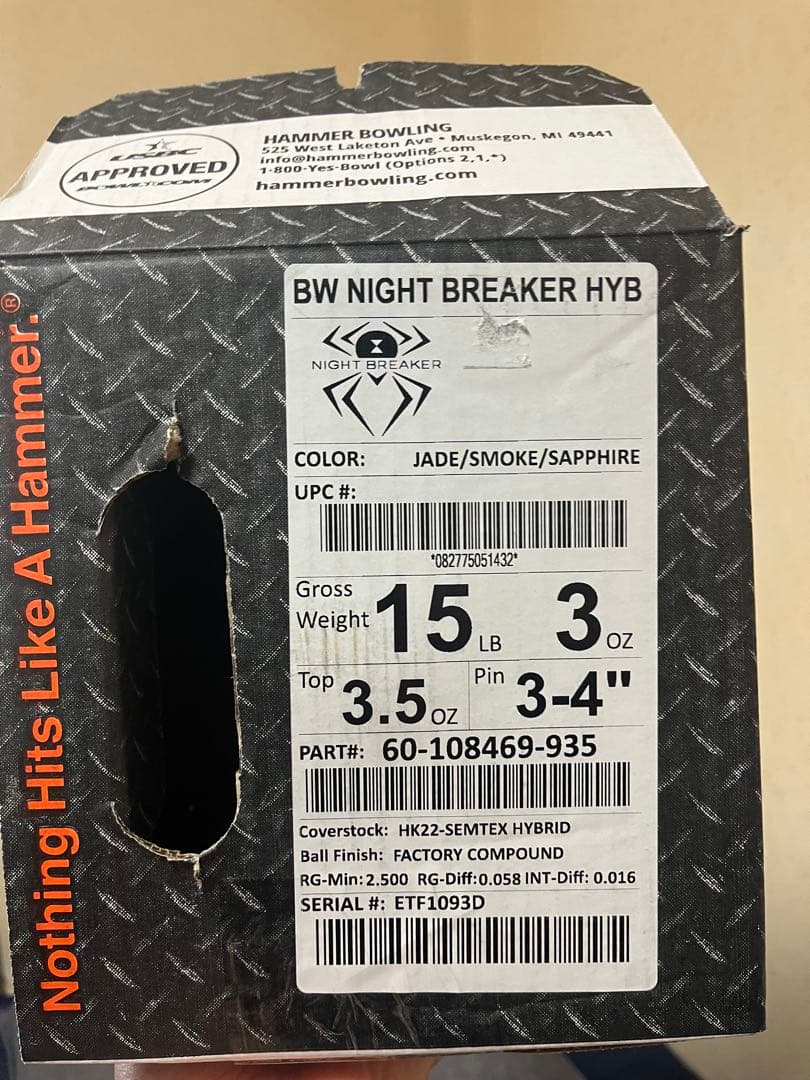 USBC
APPROVED
BOWL.COM
HAMMER BOWLING
525 West Laketon Ave • Muskegon, MI 49441
info@hammerbowling.com
1-800-Yes-Bowl (Options 2,1,*)
hammerbowling.com
Nothing Hits Like A Hammer.®
BW NIGHT BREAKER HYB
NIGHT BREAKER
COLOR: JADE/SMOKE/SAPPHIRE
UPC #:
*082775051432*
Gross Weight 15 LB 3 OZ
Top 3.5 OZ Pin 3-4"
PART#: 60-108469-935
Coverstock: HK22-SEMTEX HYBRID
Ball Finish: FACTORY COMPOUND
RG-Min: 2.500 RG-Diff: 0.058 INT-Diff: 0.016
SERIAL #: ETF1093D